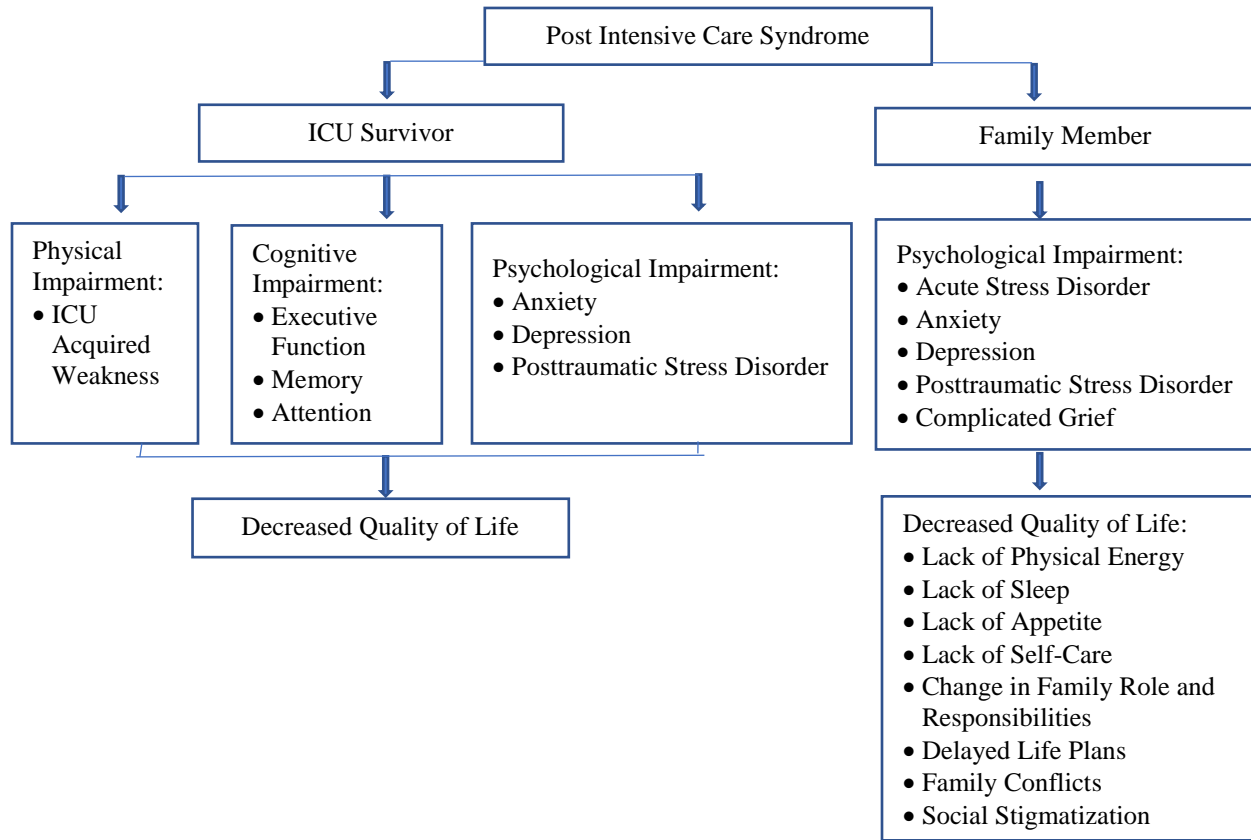 Post Intensive Care Syndrome
ICU Survivor
Family Member
Physical
Impairment:
• ICU
Acquired
Weakness
Cognitive
Impairment:
• Executive
Function
• Memory
• Attention
Psychological Impairment:
• Anxiety
• Depression
• Posttraumatic Stress Disorder
Psychological Impairment:
• Acute Stress Disorder
• Anxiety
• Depression
• Posttraumatic Stress Disorder
• Complicated Grief
Decreased Quality of Life
Decreased Quality of Life:
• Lack of Physical Energy
• Lack of Sleep
• Lack of Appetite
• Lack of Self-Care
• Change in Family Role and
Responsibilities
• Delayed Life Plans
• Family Conflicts
• Social Stigmatization